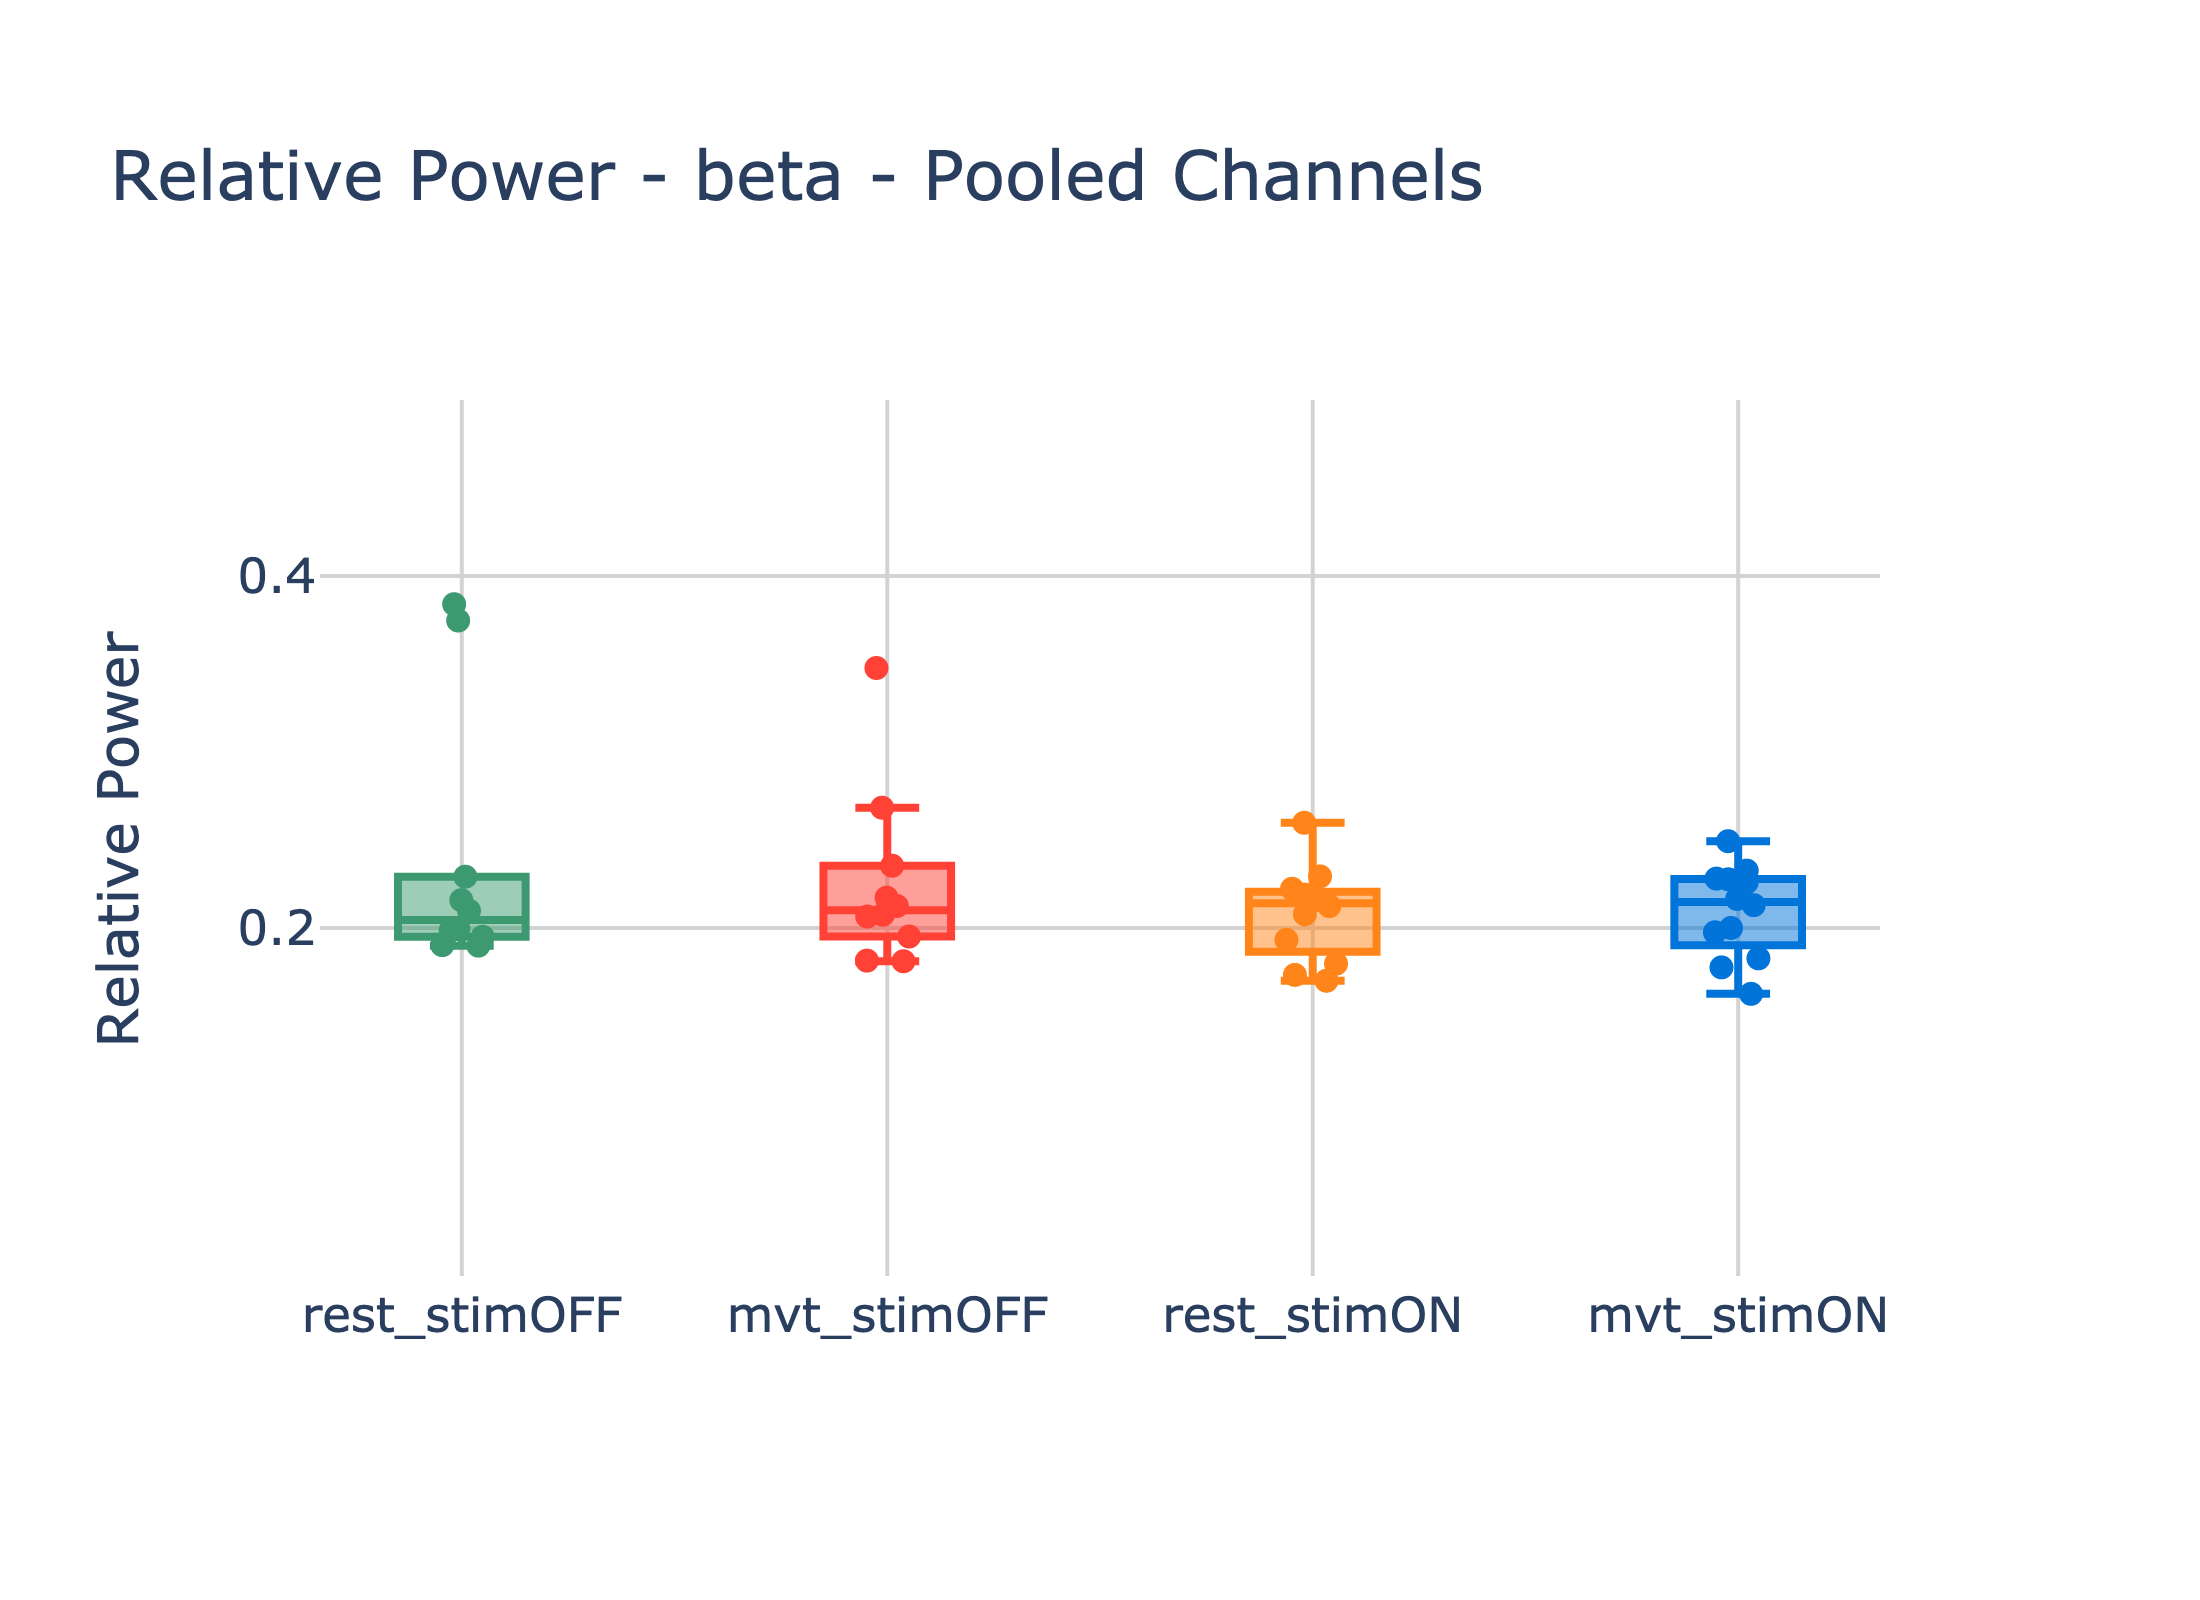 Relative Power - beta - Pooled Channels
Relative Power
0.4
0.2
rest_stimOFF
mvt_stimOFF
rest_stimON
mvt_stimON